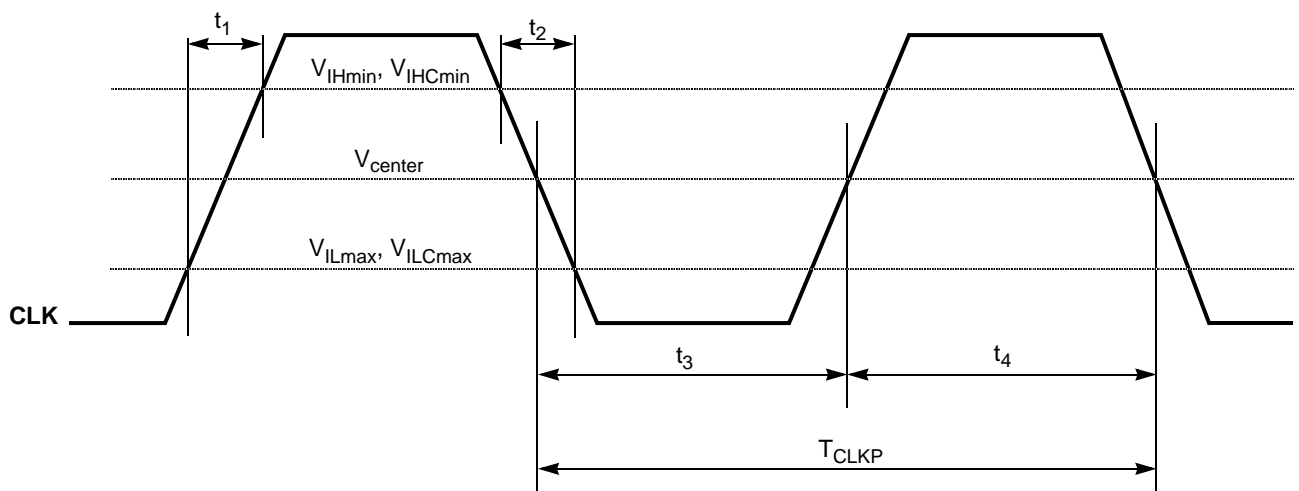 t1
t2
VIHmin, VIHCmin
Vcenter
VILmax, VILCmax
CLK
t3
t4
TCLKP